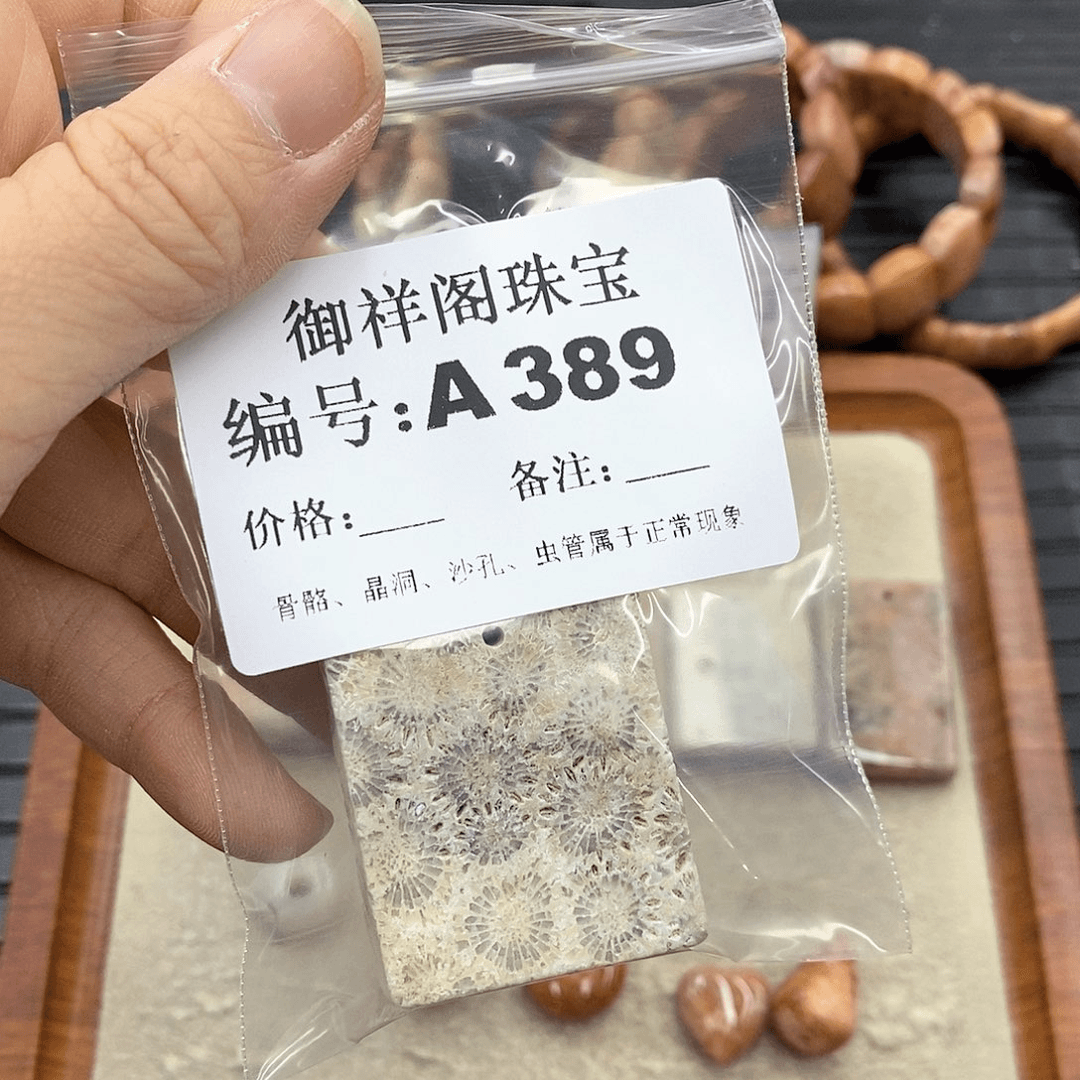 御祥阁珠宝
编号:A389
价格:____ 备注:____
骨骼、晶洞、沙孔、虫管属于正常现象